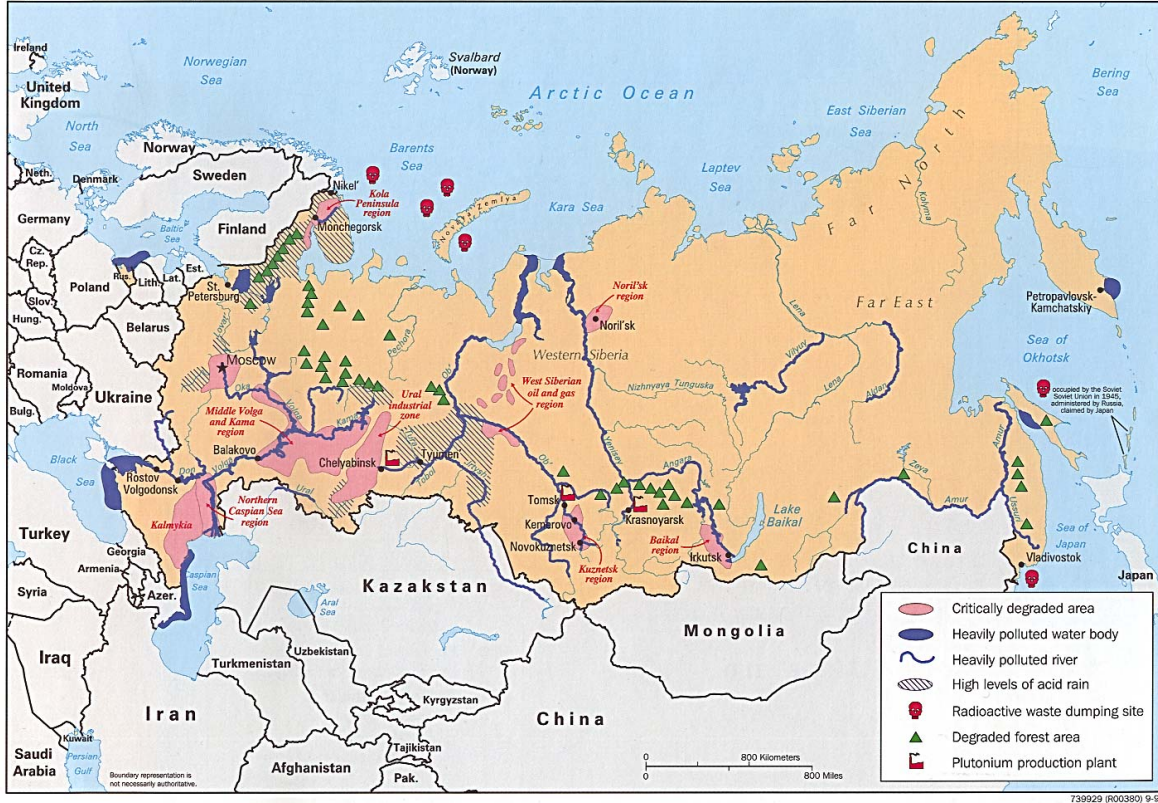 Ireland
United
Kingdom
North
Sea
Norwegian
Sea
Svalbard
(Norway)
Arctic Ocean
Barents
Sea
Kara Sea
Laptev
Sea
East Siberian
Sea
Bering
Sea
Norway
Sweden
Finland
Neth.
Denmark
Germany
Baltic
Sea
Cz.
Rep.
Poland
Rus.
Lith.
Lat.
Est.
Slov.
Hung.
Belarus
Romania
Moldova
Ukraine
Bulg.
Black
Sea
Turkey
Georgia
Armenia
Azer.
Syria
Iraq
Iran
Kuwait
Persian
Gulf
Saudi
Arabia
Caspian
Sea
Aral
Sea
Kazakstan
Uzbekistan
Turkmenistan
Kyrgyzstan
Tajikistan
Afghanistan
Pak.
China
Mongolia
China
Japan
Sea of
Japan
Sea of
Okhotsk
Nikel'
Kola
Peninsula
region
Monchegorsk
Novaya Zemlya
St.
Petersburg
Lovat
Moscow
Oka
Volga
Kama
Pechora
Middle Volga
and Kama
region
Ural
industrial
zone
Balakovo
Volga
Don
Rostov
Volgodonsk
Kalmykia
Northern
Caspian Sea
region
Ural
Chelyabinsk
Tyumen
Tobol
Irtysh
Ob'
Western Siberia
West Siberian
oil and gas
region
Noril'sk
region
Noril'sk
Nizhnyaya Tunguska
Yenisey
Ob'
Tomsk
Kemerovo
Novokuznetsk
Kuznetsk
region
Krasnoyarsk
Angara
Baikal
region
Irkutsk
Lake
Baikal
Lena
Vilyuy
Lena
Aldan
Kolyma
Far North
Far East
Zeya
Amur
Amur
Ussuri
Vladivostok
Petropavlovsk-
Kamchatskiy
occupied by the Soviet
Union in 1945,
administered by Russia,
claimed by Japan
Critically degraded area
Heavily polluted water body
Heavily polluted river
High levels of acid rain
Radioactive waste dumping site
Degraded forest area
Plutonium production plant
0 800 Kilometers
0 800 Miles
Boundary representation is
not necessarily authoritative.